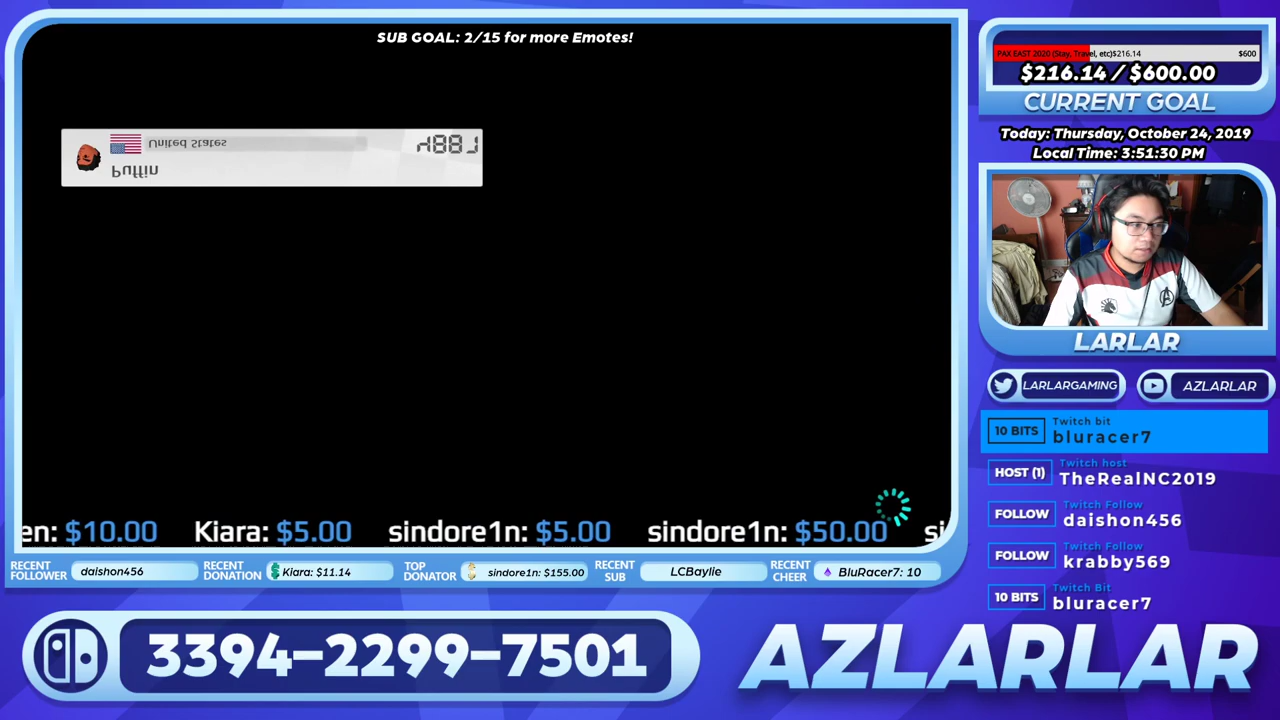 SUB GOAL: 2/15 for more Emotes!
United States
Puffin
en: $10.00 Kiara: $5.00 sindore1n: $5.00 sindore1n: $50.00 si
RECENT FOLLOWER daishon456
RECENT DONATION Kiara: $11.14
TOP DONATOR sindore1n: $155.00
RECENT SUB LCBaylie
RECENT CHEER BluRacer7: 10
3394-2299-7501
AZLARLAR
PAX EAST 2020 (Stay, Travel, etc)$216.14 $600
$216.14 / $600.00
CURRENT GOAL
Today: Thursday, October 24, 2019
Local Time: 3:51:30 PM
LARLAR
LARLARGAMING AZLARLAR
10 BITS Twitch bit
bluracer7
HOST (1) Twitch host
TheRealNC2019
FOLLOW Twitch Follow
daishon456
FOLLOW Twitch Follow
krabby569
10 BITS Twitch Bit
bluracer7